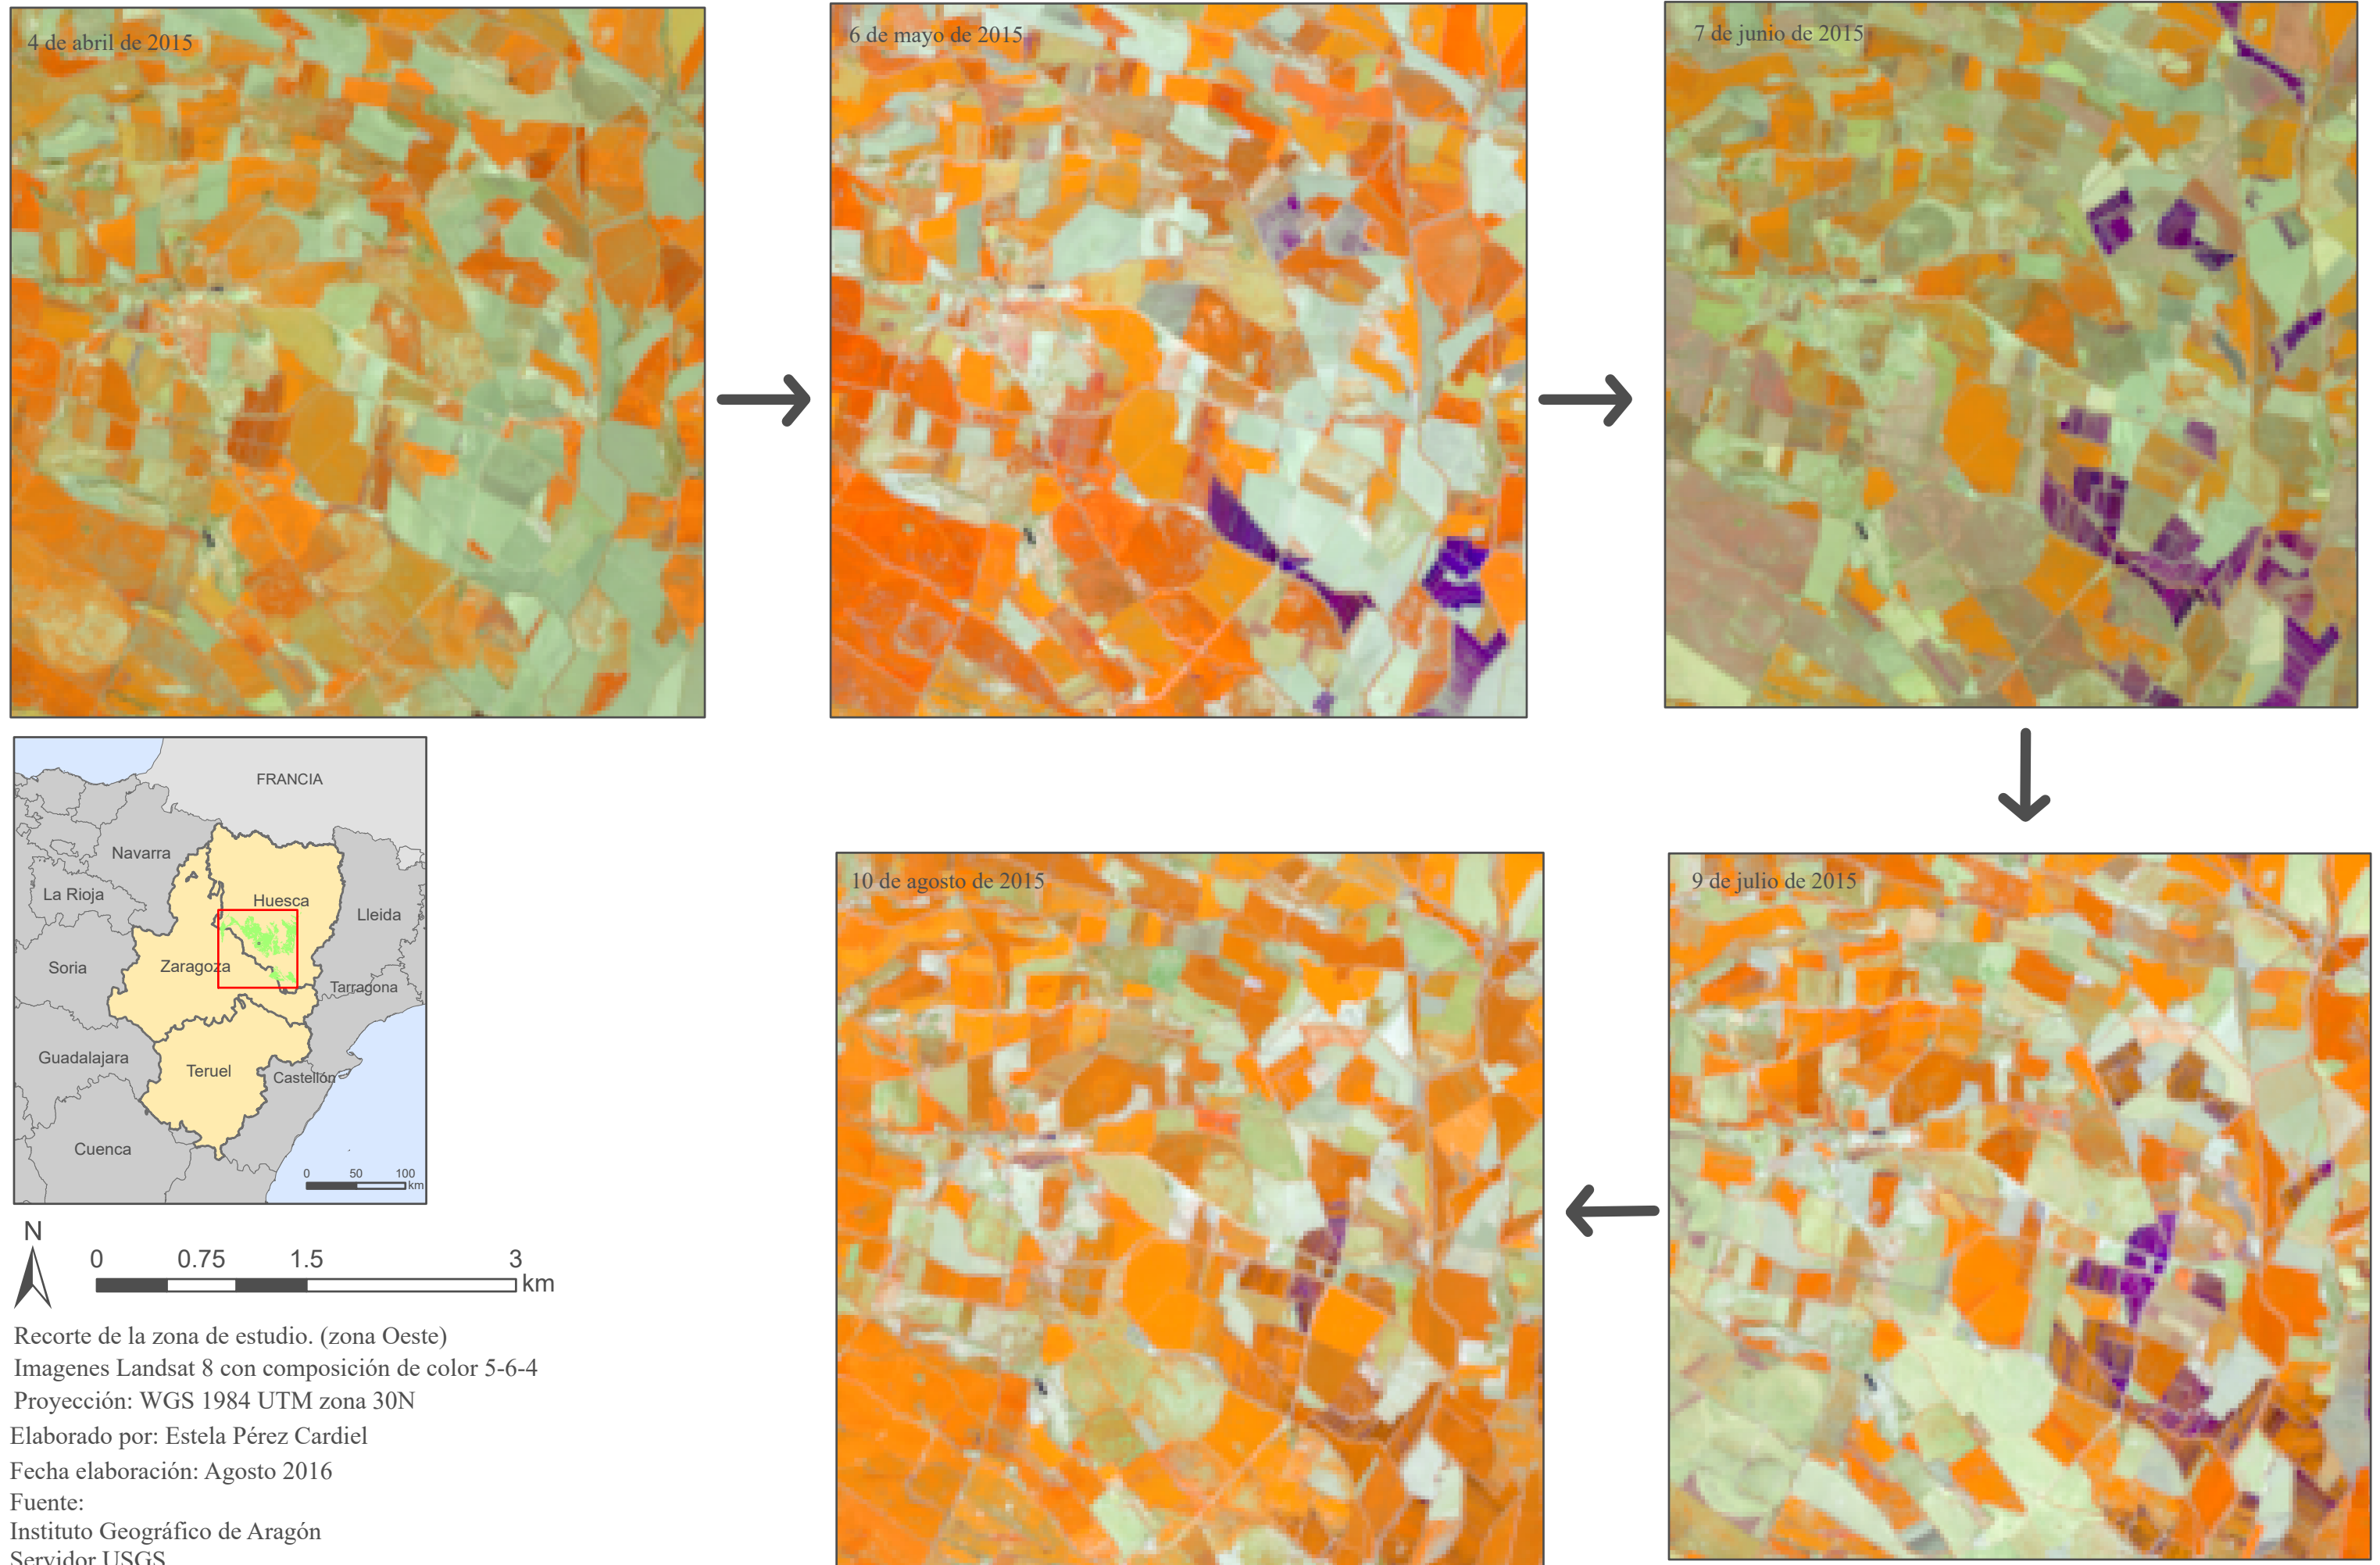 4 de abril de 2015
6 de mayo de 2015
7 de junio de 2015
FRANCIA
Navarra
La Rioja
Huesca
Lleida
Soria
Zaragoza
Tarragona
Guadalajara
Teruel
Castellón
Cuenca
0 50 100
km
10 de agosto de 2015
9 de julio de 2015
N
0 0.75 1.5 3
km
Recorte de la zona de estudio. (zona Oeste)
Imagenes Landsat 8 con composición de color 5-6-4
Proyección: WGS 1984 UTM zona 30N
Elaborado por: Estela Pérez Cardiel
Fecha elaboración: Agosto 2016
Fuente:
Instituto Geográfico de Aragón
Servidor USGS